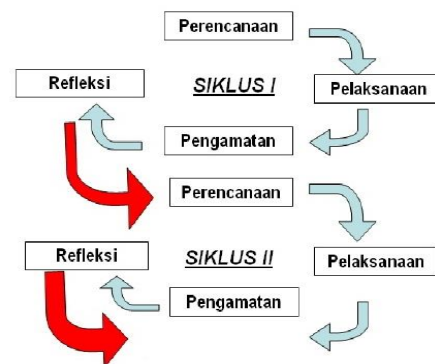 Perencanaan
Refleksi
SIKLUS I
Pelaksanaan
Pengamatan
Perencanaan
Refleksi
SIKLUS II
Pelaksanaan
Pengamatan